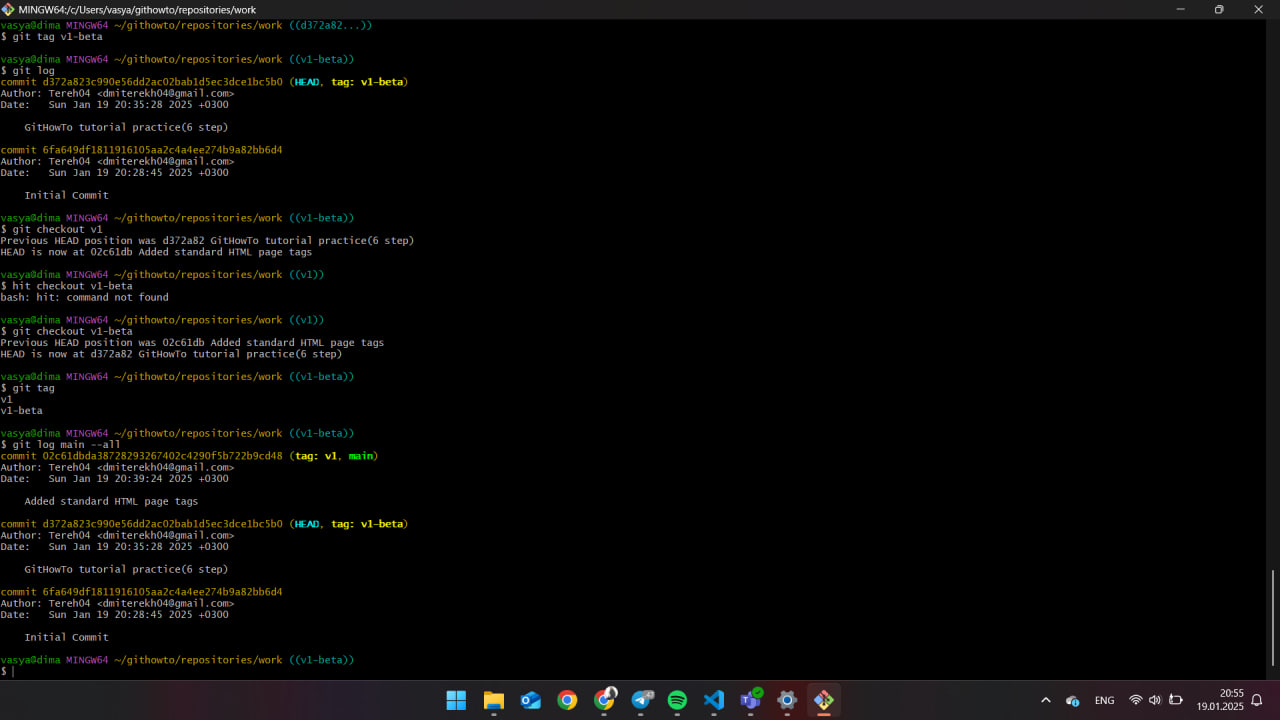 MINGW64:/c/Users/vasya/githowto/repositories/work
vasya@dima MINGW64 ~/githowto/repositories/work ((d372a82...))
$ git tag v1-beta
vasya@dima MINGW64 ~/githowto/repositories/work ((v1-beta))
$ git log
commit d372a823c990e56dd2ac02bab1d5ec3dce1bc5b0 (HEAD, tag: v1-beta)
Author: Tereh04 <dmiterekh04@gmail.com>
Date:   Sun Jan 19 20:35:28 2025 +0300
    GitHowTo tutorial practice(6 step)
commit 6fa649df1811916105aa2c4a4ee274b9a82bb6d4
Author: Tereh04 <dmiterekh04@gmail.com>
Date:   Sun Jan 19 20:28:45 2025 +0300
    Initial Commit
vasya@dima MINGW64 ~/githowto/repositories/work ((v1-beta))
$ git checkout v1
Previous HEAD position was d372a82 GitHowTo tutorial practice(6 step)
HEAD is now at 02c61db Added standard HTML page tags
vasya@dima MINGW64 ~/githowto/repositories/work ((v1))
$ hit checkout v1-beta
bash: hit: command not found
vasya@dima MINGW64 ~/githowto/repositories/work ((v1))
$ git checkout v1-beta
Previous HEAD position was 02c61db Added standard HTML page tags
HEAD is now at d372a82 GitHowTo tutorial practice(6 step)
vasya@dima MINGW64 ~/githowto/repositories/work ((v1-beta))
$ git tag
v1
v1-beta
vasya@dima MINGW64 ~/githowto/repositories/work ((v1-beta))
$ git log main --all
commit 02c61dbda38728293267402c4290f5b722b9cd48 (tag: v1, main)
Author: Tereh04 <dmiterekh04@gmail.com>
Date:   Sun Jan 19 20:39:24 2025 +0300
    Added standard HTML page tags
commit d372a823c990e56dd2ac02bab1d5ec3dce1bc5b0 (HEAD, tag: v1-beta)
Author: Tereh04 <dmiterekh04@gmail.com>
Date:   Sun Jan 19 20:35:28 2025 +0300
    GitHowTo tutorial practice(6 step)
commit 6fa649df1811916105aa2c4a4ee274b9a82bb6d4
Author: Tereh04 <dmiterekh04@gmail.com>
Date:   Sun Jan 19 20:28:45 2025 +0300
    Initial Commit
vasya@dima MINGW64 ~/githowto/repositories/work ((v1-beta))
$
ENG
20:55
19.01.2025